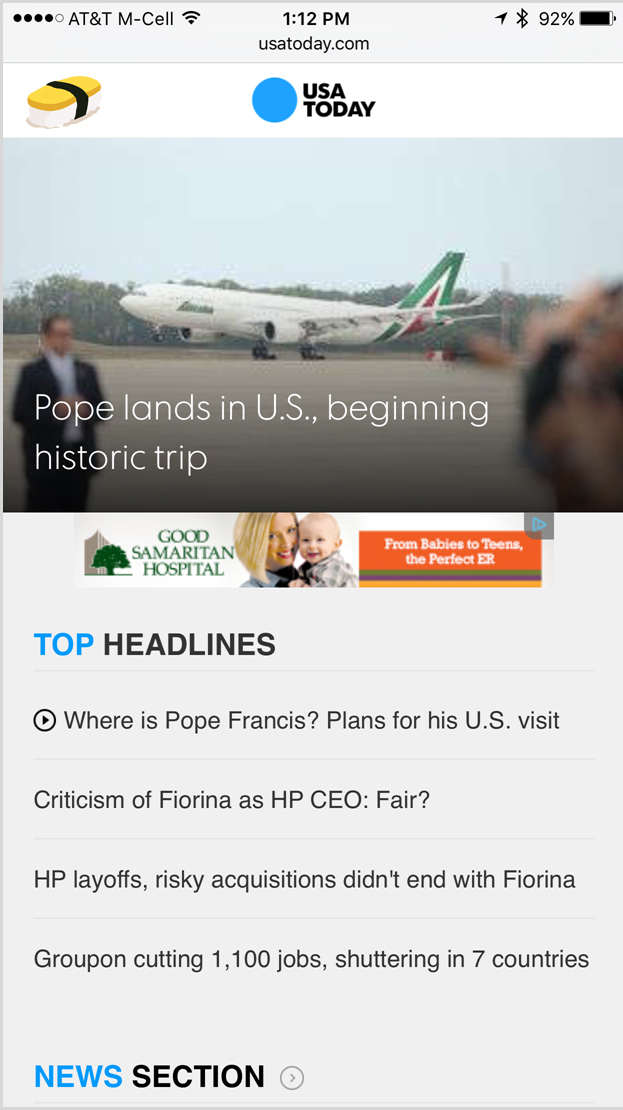 AT&T M-Cell 1:12 PM 92%
usatoday.com
USA
TODAY
Alitalia
Pope lands in U.S., beginning
historic trip
GOOD
SAMARITAN
HOSPITAL
From Babies to Teens,
the Perfect ER
TOP HEADLINES
Where is Pope Francis? Plans for his U.S. visit
Criticism of Fiorina as HP CEO: Fair?
HP layoffs, risky acquisitions didn't end with Fiorina
Groupon cutting 1,100 jobs, shuttering in 7 countries
NEWS SECTION